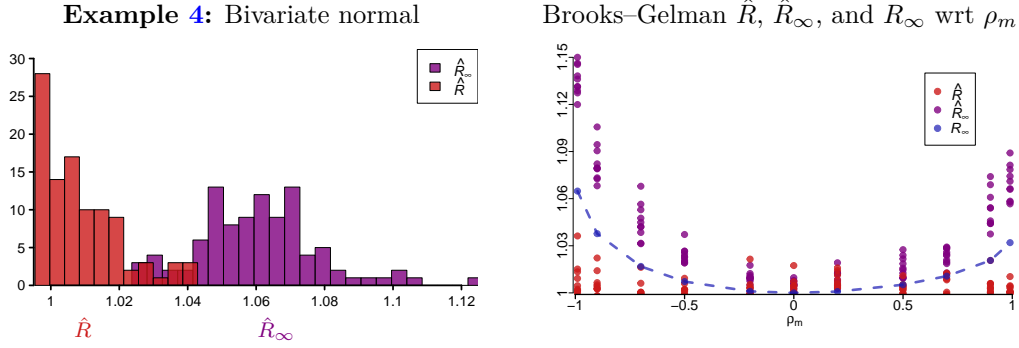 Example 4: Bivariate normal
30
25
20
15
10
5
0
R̂∞
R̂
1 1.02 1.04 1.06 1.08 1.1 1.12
R̂ R̂∞
Brooks–Gelman R̂, R̂∞, and R∞ wrt ρm
1.15
1.12
1.09
1.06
1.03
1
R̂
R̂∞
R∞
−1 −0.5 0 0.5 1
ρm